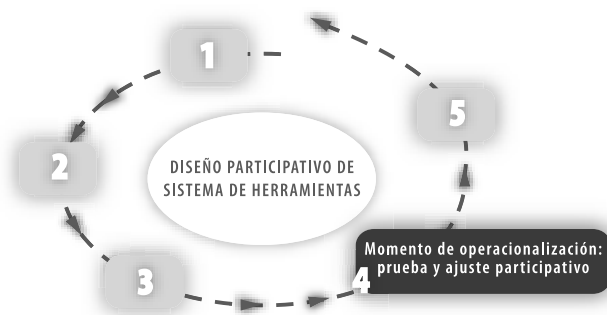 1
2
3
4
5
DISEÑO PARTICIPATIVO DE
SISTEMA DE HERRAMIENTAS
Momento de operacionalización:
prueba y ajuste participativo